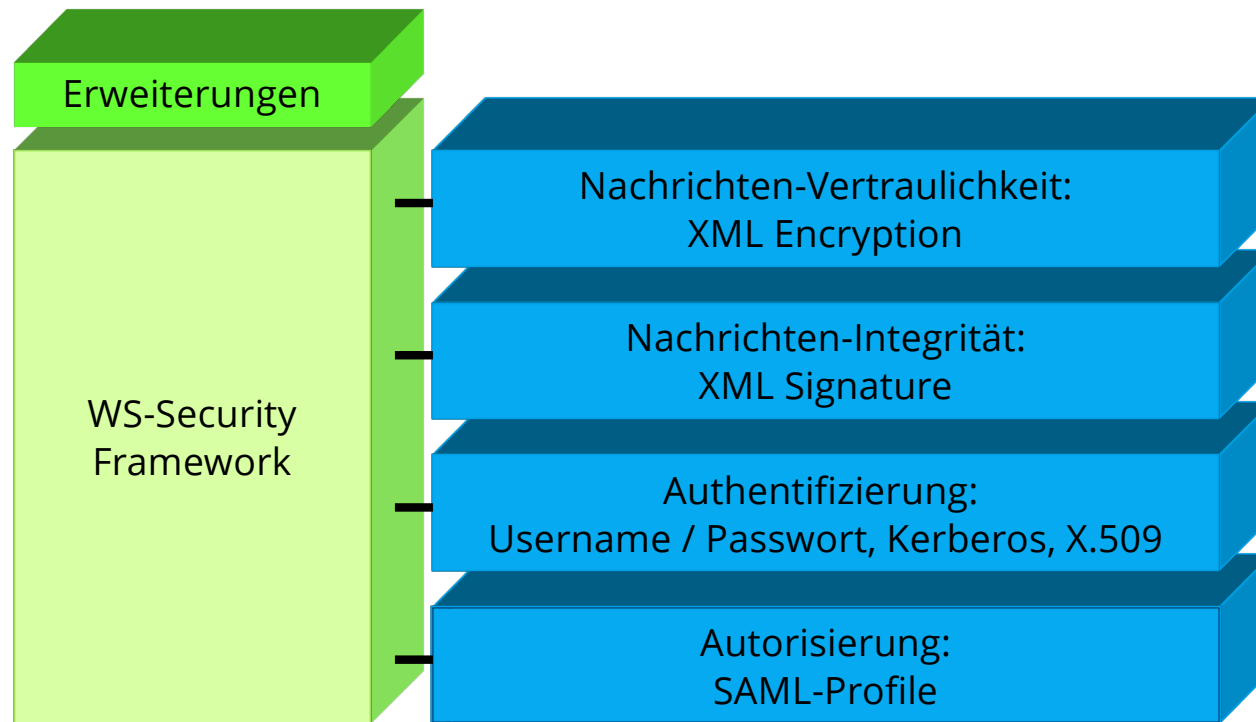 Erweiterungen
WS-Security
Framework
Nachrichten-Vertraulichkeit:
XML Encryption
Nachrichten-Integrität:
XML Signature
Authentifizierung:
Username / Passwort, Kerberos, X.509
Autorisierung:
SAML-Profile